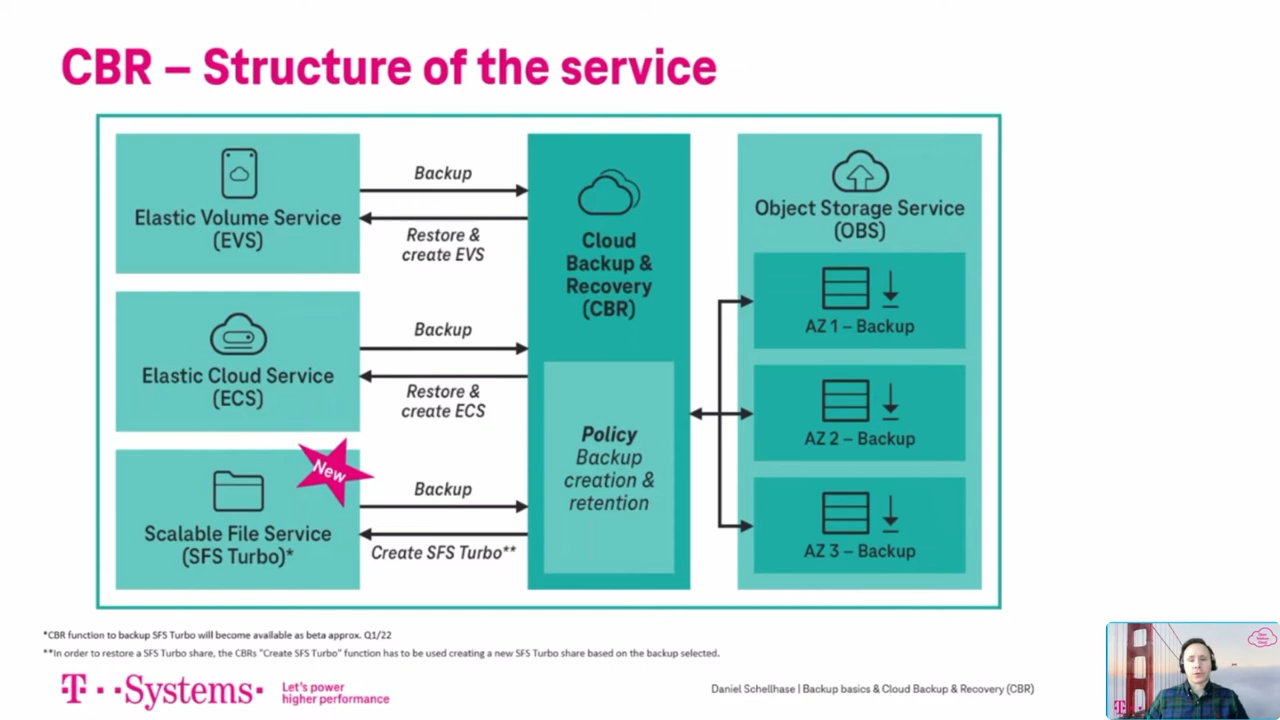 CBR – Structure of the service
Elastic Volume Service
(EVS)
Backup
Restore &
create EVS
Elastic Cloud Service
(ECS)
Backup
Restore &
create ECS
New
Scalable File Service
(SFS Turbo)*
Backup
Create SFS Turbo**
Cloud
Backup &
Recovery
(CBR)
Policy
Backup
creation &
retention
Object Storage Service
(OBS)
AZ 1 – Backup
AZ 2 – Backup
AZ 3 – Backup
*CBR function to backup SFS Turbo will become available as beta approx. Q1/22
**In order to restore a SFS Turbo share, the CBRs "Create SFS Turbo" function has to be used creating a new SFS Turbo share based on the backup selected.
T··Systems·
Let's power
higher performance
Daniel Schellhase | Backup basics & Cloud Backup & Recovery (CBR)